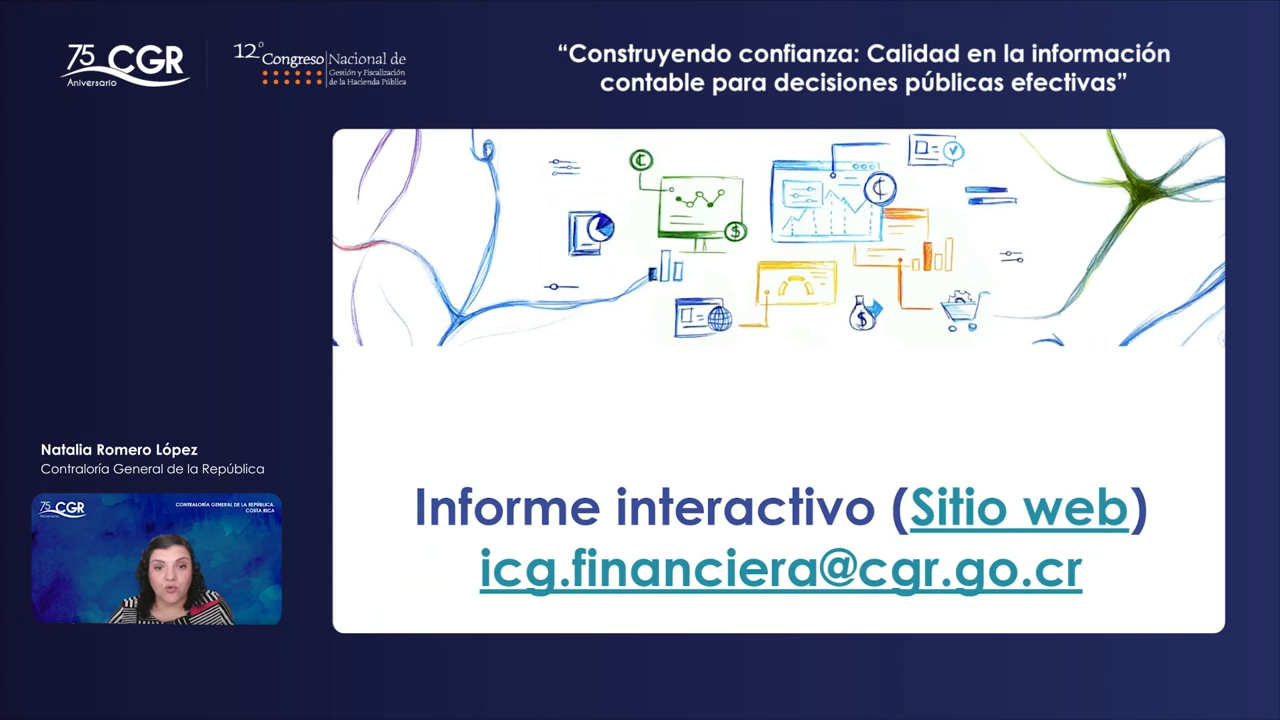 75 CGR
Aniversario
12° Congreso Nacional de
Gestión y Fiscalización
de la Hacienda Pública
“Construyendo confianza: Calidad en la información
contable para decisiones públicas efectivas”
Informe interactivo (Sitio web)
icg.financiera@cgr.go.cr
Natalia Romero López
Contraloría General de la República
75 CGR
Aniversario
CONTRALORÍA GENERAL DE LA REPÚBLICA,
COSTA RICA